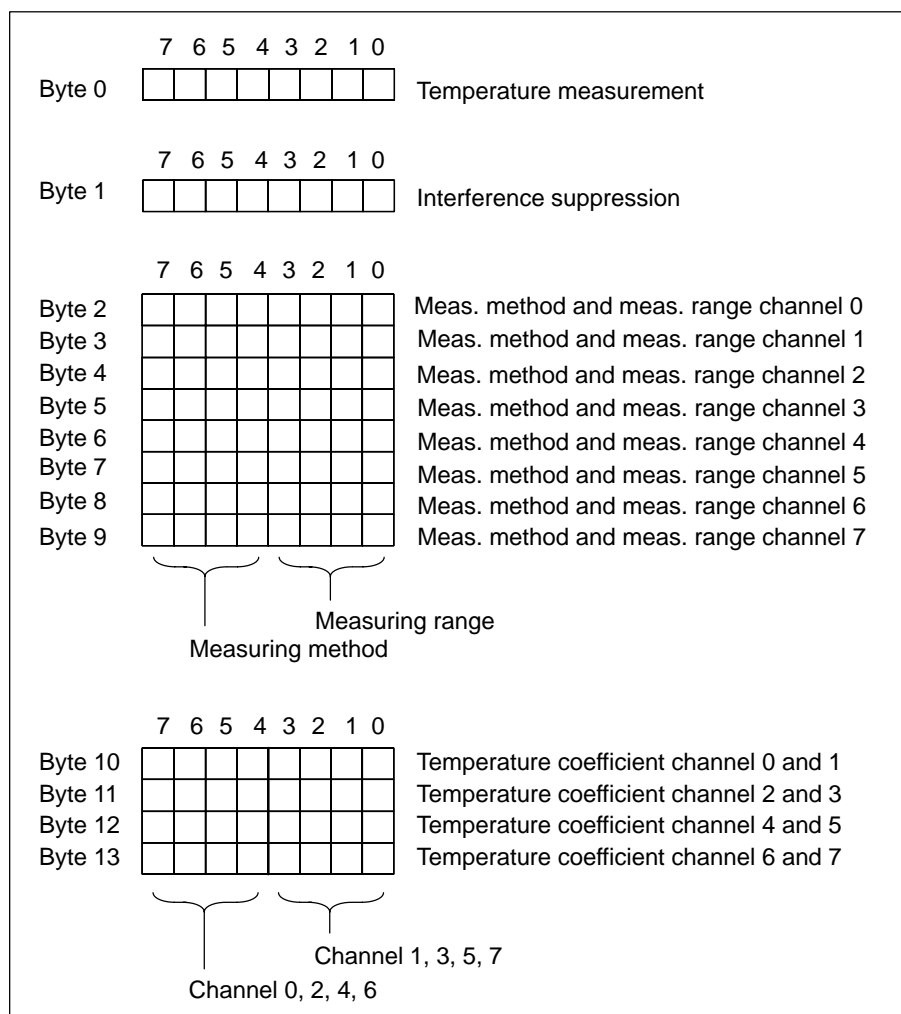 7 6 5 4 3 2 1 0
Byte 0 Temperature measurement
7 6 5 4 3 2 1 0
Byte 1 Interference suppression
7 6 5 4 3 2 1 0
Byte 2 Meas. method and meas. range channel 0
Byte 3 Meas. method and meas. range channel 1
Byte 4 Meas. method and meas. range channel 2
Byte 5 Meas. method and meas. range channel 3
Byte 6 Meas. method and meas. range channel 4
Byte 7 Meas. method and meas. range channel 5
Byte 8 Meas. method and meas. range channel 6
Byte 9 Meas. method and meas. range channel 7
Measuring range
Measuring method
7 6 5 4 3 2 1 0
Byte 10 Temperature coefficient channel 0 and 1
Byte 11 Temperature coefficient channel 2 and 3
Byte 12 Temperature coefficient channel 4 and 5
Byte 13 Temperature coefficient channel 6 and 7
Channel 1, 3, 5, 7
Channel 0, 2, 4, 6